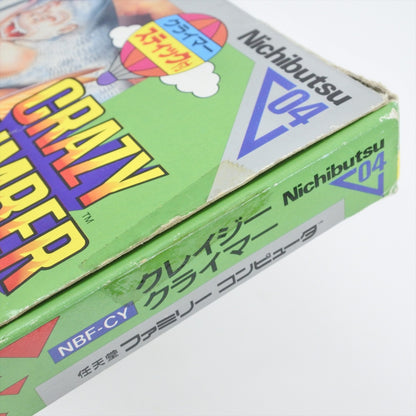 クライマー
スティック付
Nichibutsu
04
CRAZY
™
Nichibutsu
04
クレイジー
クライマー
NBF-CY
任天堂 ファミリー コンピュータ